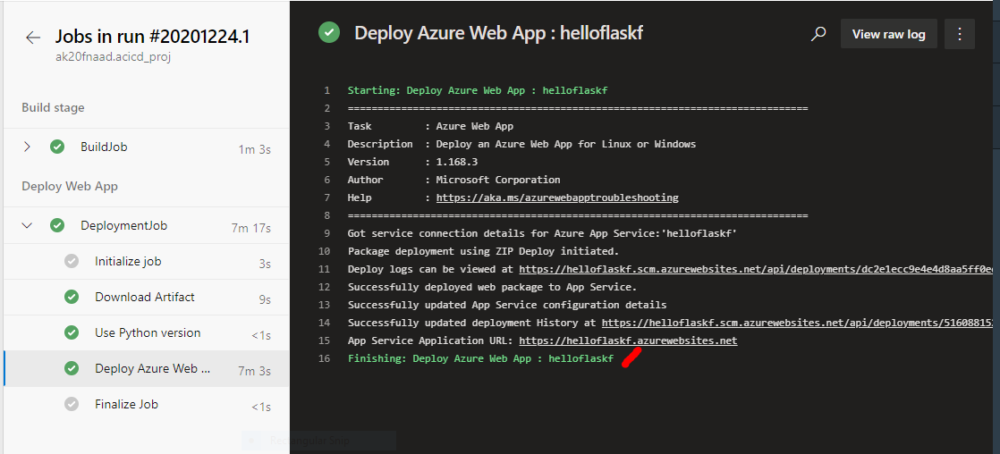 Jobs in run #20201224.1
ak20fnaad.acicd_proj
Build stage
BuildJob 1m 3s
Deploy Web App
DeploymentJob 7m 17s
Initialize job 3s
Download Artifact 9s
Use Python version <1s
Deploy Azure Web ... 7m 3s
Finalize Job <1s
Rectangular Snip
Deploy Azure Web App : helloflaskf
View raw log
1 Starting: Deploy Azure Web App : helloflaskf
2 ==============================================================================
3 Task : Azure Web App
4 Description : Deploy an Azure Web App for Linux or Windows
5 Version : 1.168.3
6 Author : Microsoft Corporation
7 Help : https://aka.ms/azurewebapptroubleshooting
8 ==============================================================================
9 Got service connection details for Azure App Service:'helloflaskf'
10 Package deployment using ZIP Deploy initiated.
11 Deploy logs can be viewed at https://helloflaskf.scm.azurewebsites.net/api/deployments/dc2e1ecc9e4e4d8aa5ff0e
12 Successfully deployed web package to App Service.
13 Successfully updated App Service configuration details
14 Successfully updated deployment History at https://helloflaskf.scm.azurewebsites.net/api/deployments/51608815
15 App Service Application URL: https://helloflaskf.azurewebsites.net
16 Finishing: Deploy Azure Web App : helloflaskf